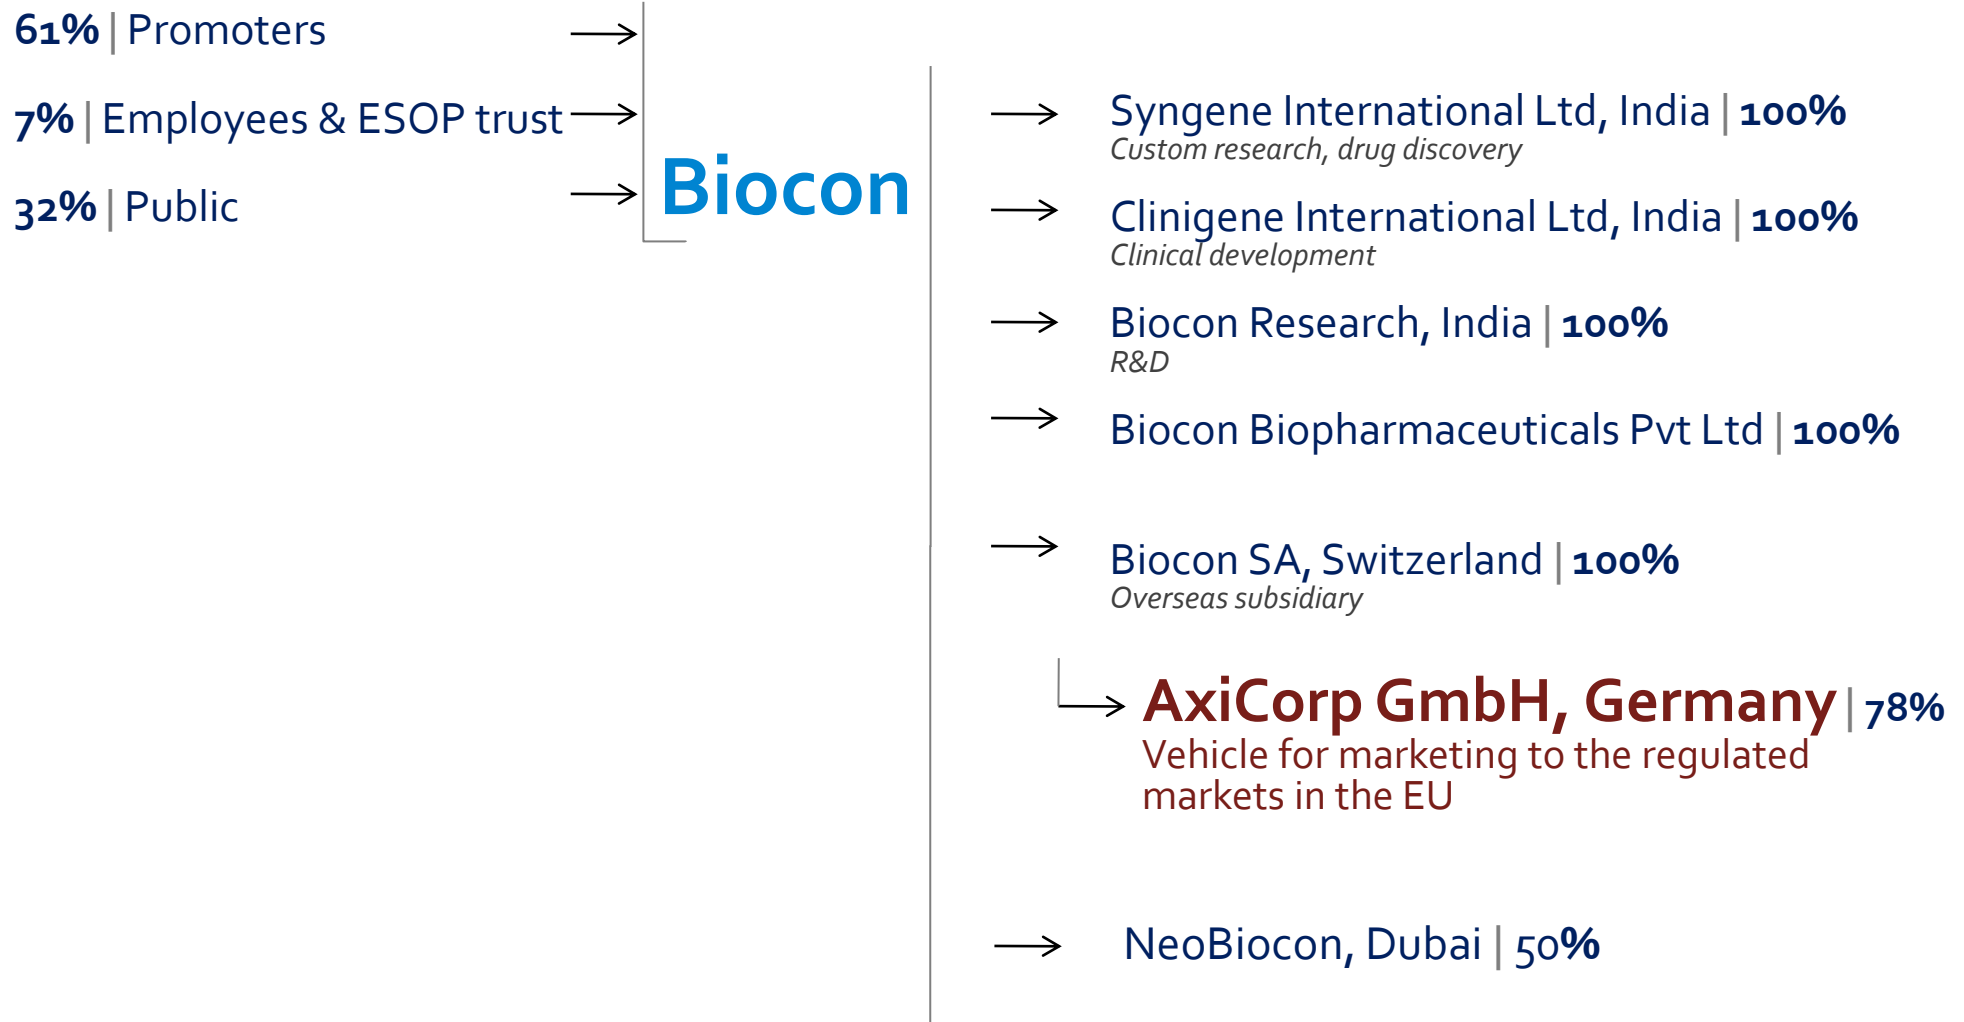 61% | Promoters
7% | Employees & ESOP trust
32% | Public
Biocon
Syngene International Ltd, India | 100%
Custom research, drug discovery
Clinigene International Ltd, India | 100%
Clinical development
Biocon Research, India | 100%
R&D
Biocon Biopharmaceuticals Pvt Ltd | 100%
Biocon SA, Switzerland | 100%
Overseas subsidiary
AxiCorp GmbH, Germany | 78%
Vehicle for marketing to the regulated
markets in the EU
NeoBiocon, Dubai | 50%